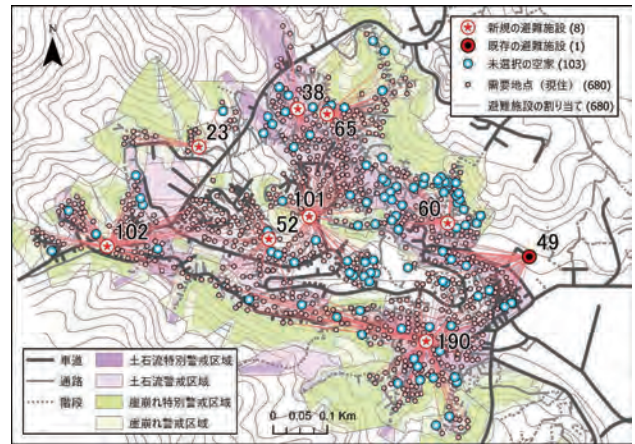 N
新規の避難施設 (8)
既存の避難施設 (1)
未選択の空家 (103)
需要地点（現住） (680)
避難施設の割り当て (680)
38
65
23
101
60
52
49
102
190
車道
通路
階段
土石流特別警戒区域
土石流警戒区域
崖崩れ特別警戒区域
崖崩れ警戒区域
0 0.05 0.1 Km